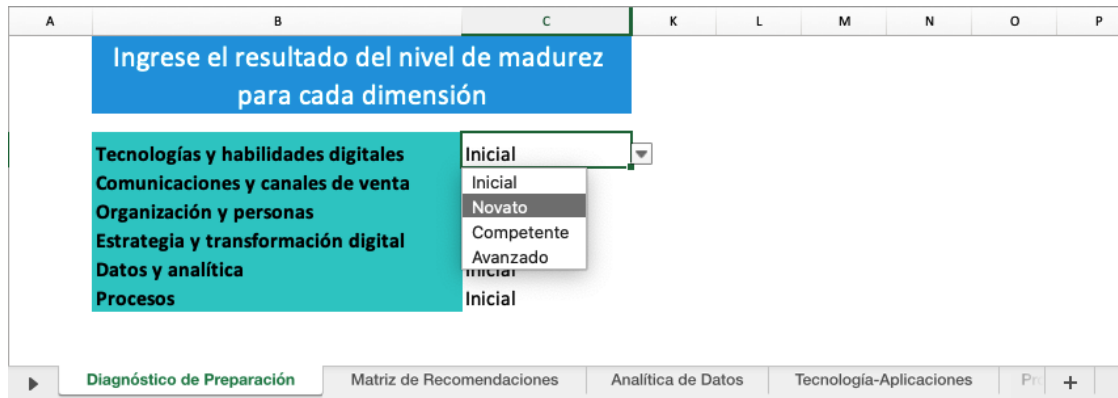 A B C K L M N O P
Ingrese el resultado del nivel de madurez
para cada dimensión
Tecnologías y habilidades digitales Inicial
Comunicaciones y canales de venta Inicial
Organización y personas Novato
Estrategia y transformación digital Competente
Avanzado
Datos y analítica Inicial
Procesos Inicial
Diagnóstico de Preparación Matriz de Recomendaciones Analítica de Datos Tecnología-Aplicaciones +